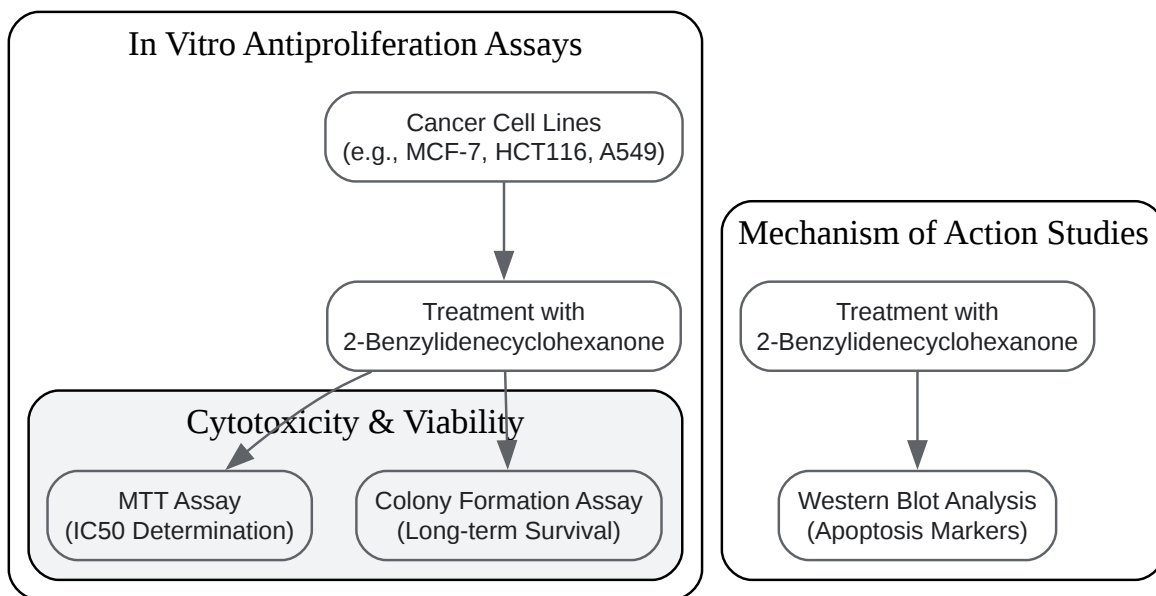 In Vitro Antiproliferation Assays
Cancer Cell Lines
(e.g., MCF-7, HCT116, A549)
Treatment with
2-Benzylidenecyclohexanone
Cytotoxicity & Viability
MTT Assay
(IC50 Determination)
Colony Formation Assay
(Long-term Survival)
Mechanism of Action Studies
Treatment with
2-Benzylidenecyclohexanone
Western Blot Analysis
(Apoptosis Markers)